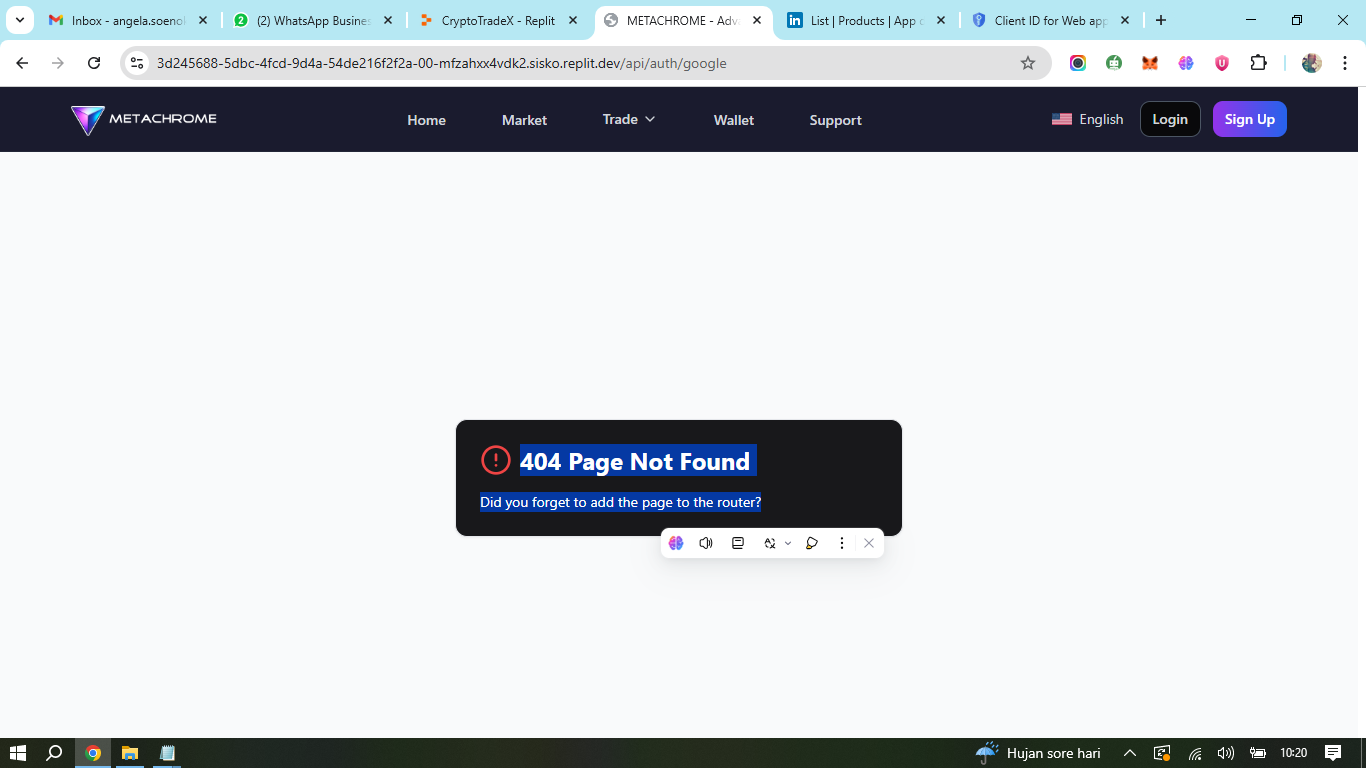 Inbox - angela.soenol
(2) WhatsApp Busines
CryptoTradeX - Replit
METACHROME - Adva
List | Products | App
Client ID for Web app
3d245688-5dbc-4fcd-9d4a-54de216f2f2a-00-mfzahxx4vdk2.sisko.replit.dev/api/auth/google
METACHROME
Home
Market
Trade
Wallet
Support
English
Login
Sign Up
404 Page Not Found
Did you forget to add the page to the router?
Hujan sore hari
10:20